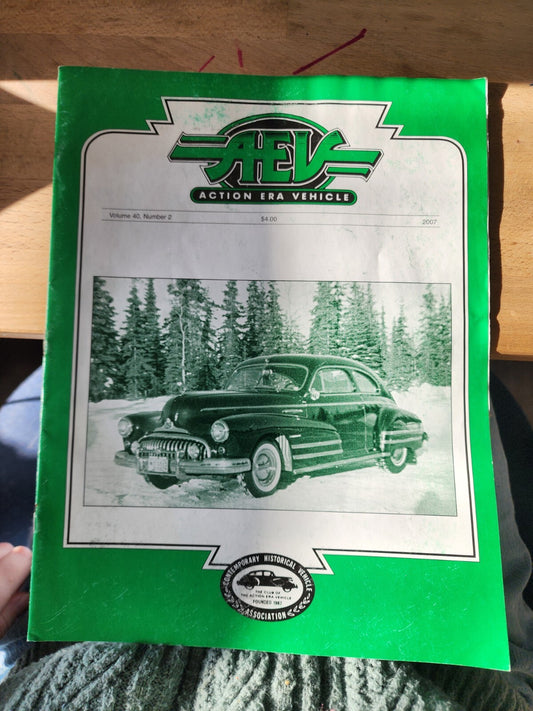 AEV
ACTION ERA VEHICLE
Volume 40, Number 2 $4.00 2007
CONTEMPORARY HISTORICAL VEHICLE
THE CLUB OF
THE ACTION ERA VEHICLE
FOUNDED 1967
ASSOCIATION